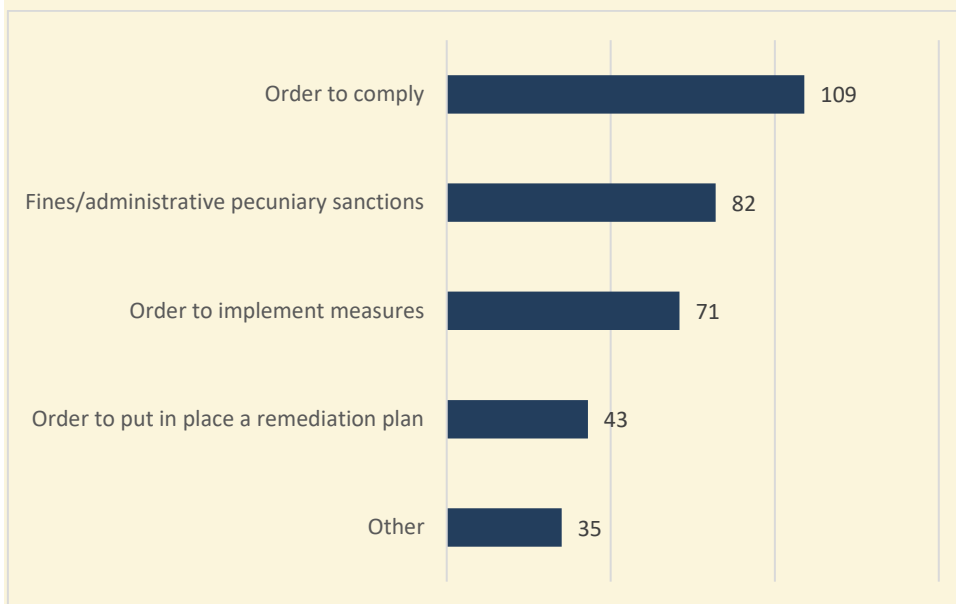 Order to comply
109
Fines/administrative pecuniary sanctions
82
Order to implement measures
71
Order to put in place a remediation plan
43
Other
35